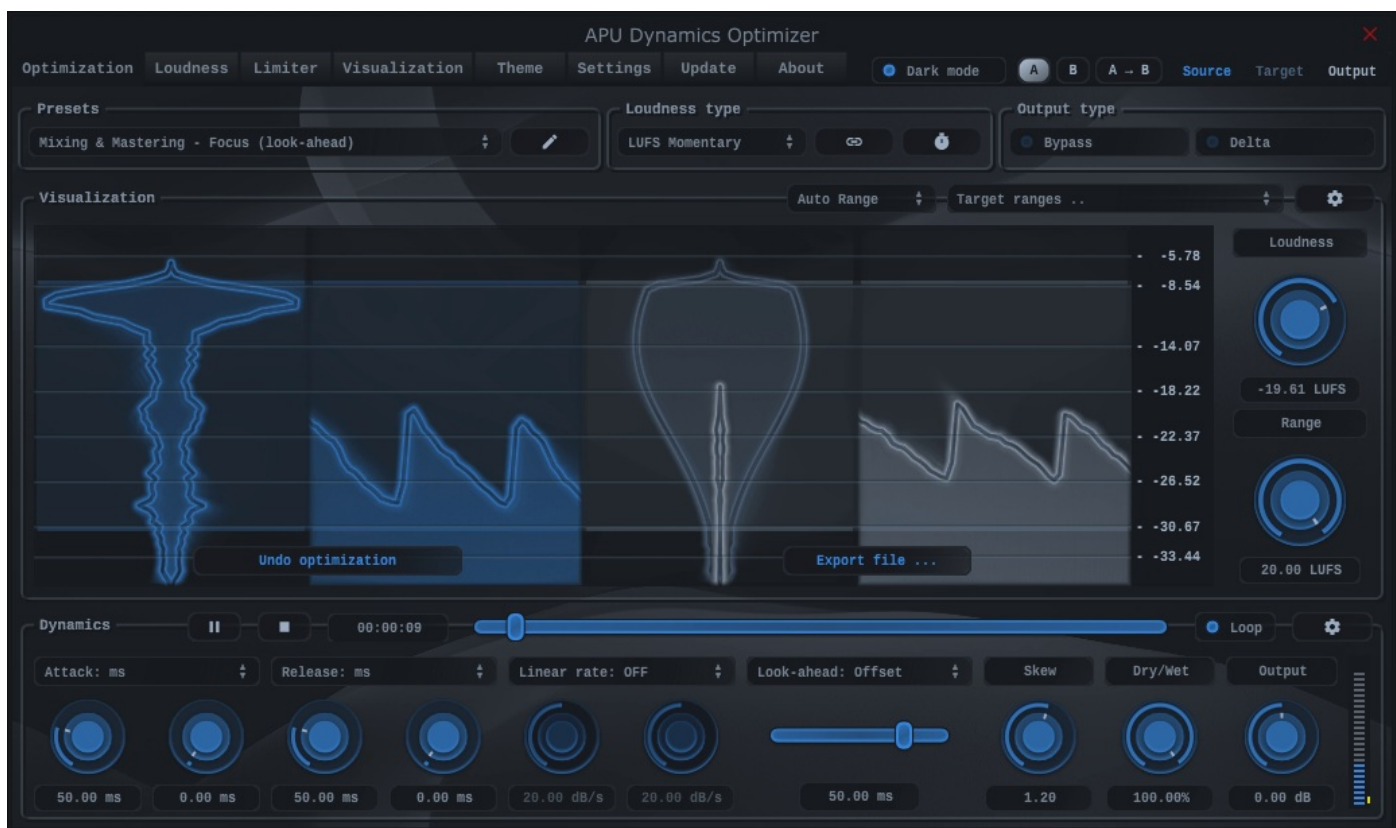 APU Dynamics Optimizer
Optimization Loudness Limiter Visualization Theme Settings Update About Dark mode A B A → B Source Target Output
Presets Loudness type Output type
Mixing & Mastering - Focus (look-ahead) LUFS Momentary Bypass Delta
Visualization Auto Range Target ranges ..
Loudness
- -5.78
- -8.54
- -14.07
- -18.22
-19.61 LUFS
Range
- -22.37
- -26.52
- -30.67
- -33.44
Undo optimization Export file ...
20.00 LUFS
Dynamics 00:00:09 Loop
Attack: ms Release: ms Linear rate: OFF Look-ahead: Offset Skew Dry/Wet Output
50.00 ms 0.00 ms 50.00 ms 0.00 ms 20.00 dB/s 20.00 dB/s 50.00 ms 1.20 100.00% 0.00 dB